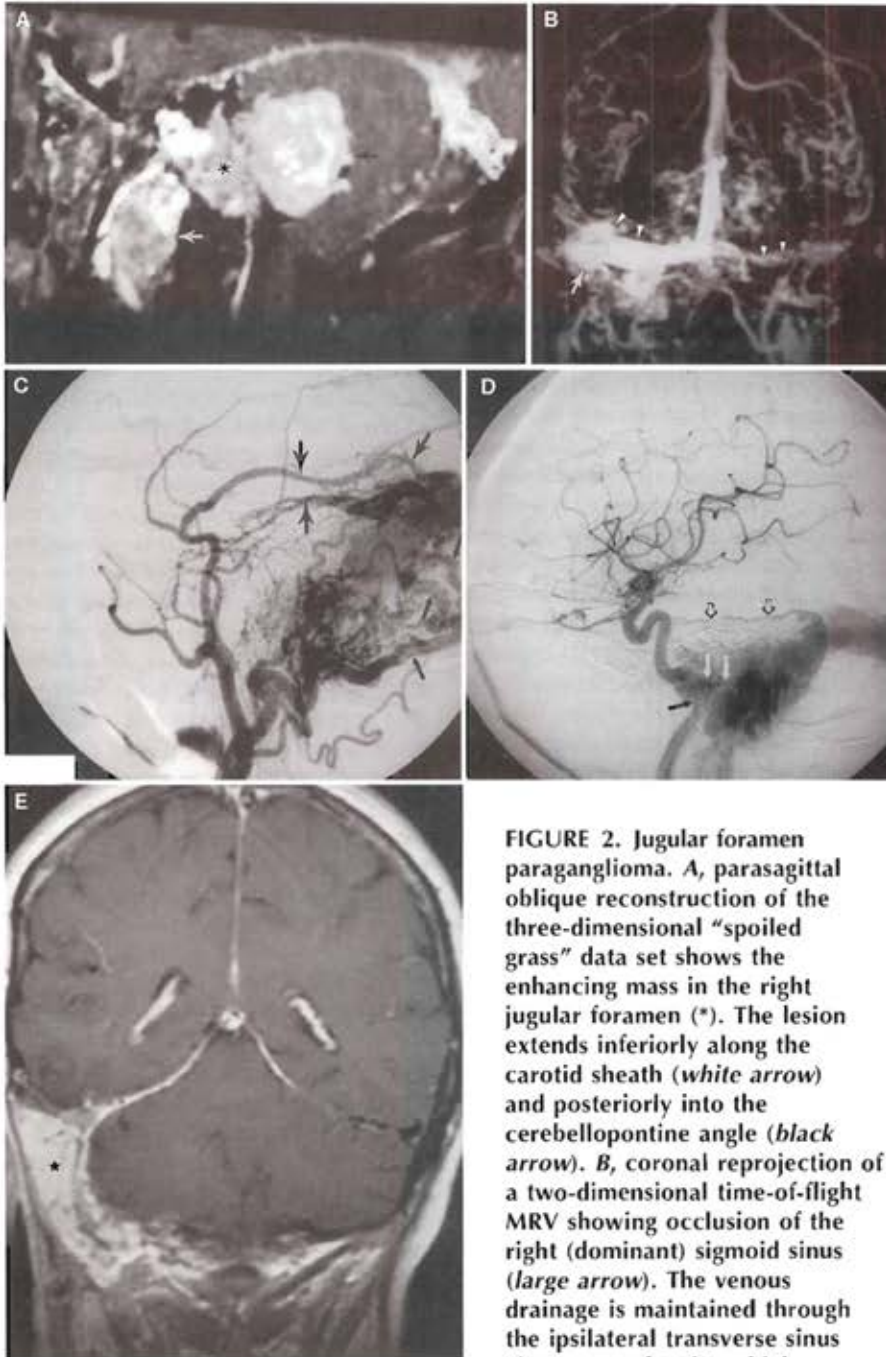 A
B
*
C
D
E
*
FIGURE 2. Jugular foramen
paraganglioma. A, parasagittal
oblique reconstruction of the
three-dimensional "spoiled
grass" data set shows the
enhancing mass in the right
jugular foramen (*). The lesion
extends inferiorly along the
carotid sheath (white arrow)
and posteriorly into the
cerebellopontine angle (black
arrow). B, coronal reprojection of
a two-dimensional time-of-flight
MRV showing occlusion of the
right (dominant) sigmoid sinus
(large arrow). The venous
drainage is maintained through
the ipsilateral transverse sinus